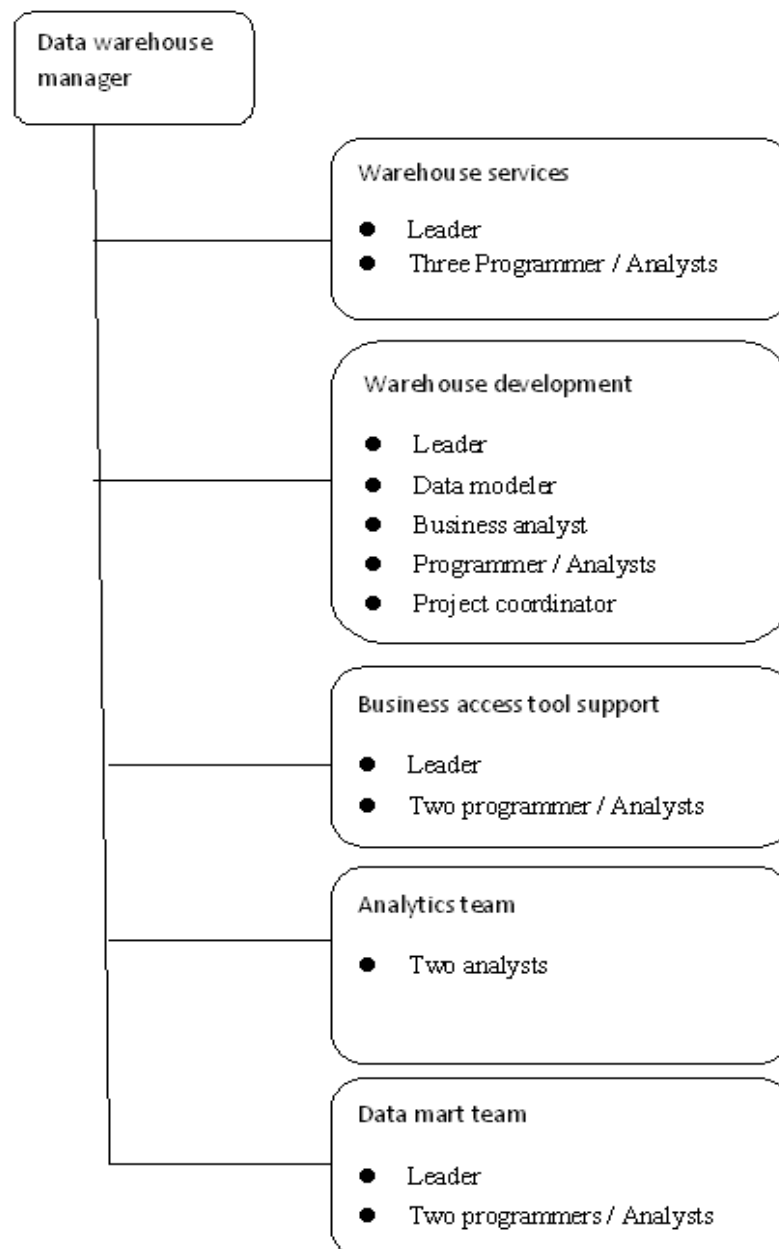 Data warehouse
manager
Warehouse services
● Leader
● Three Programmer / Analysts
Warehouse development
● Leader
● Data modeler
● Business analyst
● Programmer / Analysts
● Project coordinator
Business access tool support
● Leader
● Two programmer / Analysts
Analytics team
● Two analysts
Data mart team
● Leader
● Two programmers / Analysts